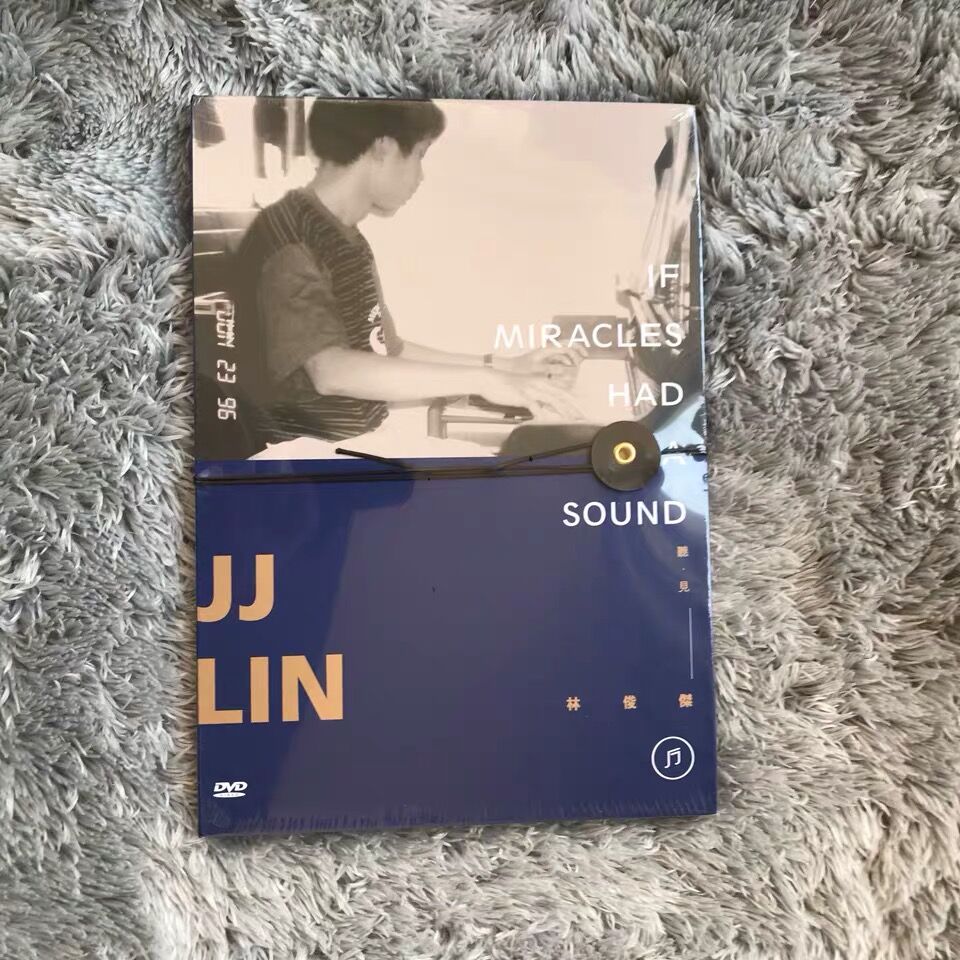 IF
MIRACLES
HAD
A
SOUND
聽·見
JJ
LIN
林俊傑
DVD
JUN 23 96